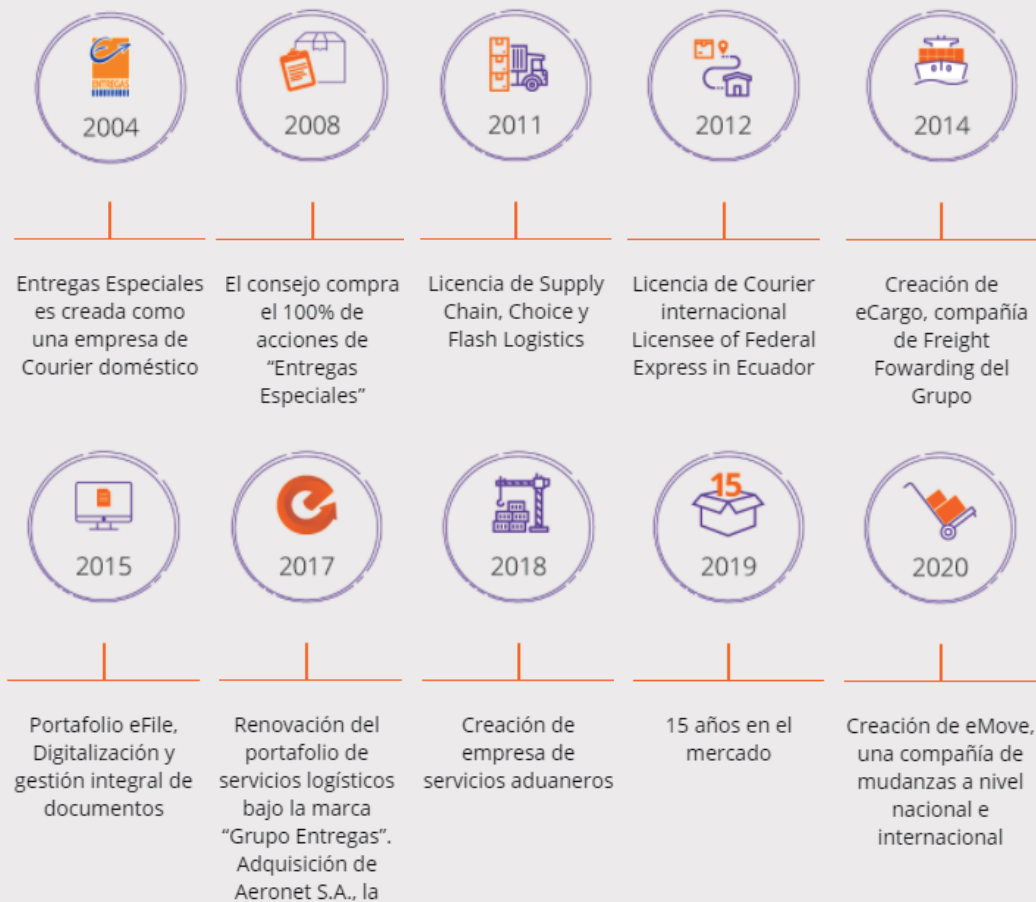 ENTREGAS
2004
2008
2011
2012
2014
Entregas Especiales
es creada como
una empresa de
Courier doméstico
El consejo compra
el 100% de
acciones de
“Entregas
Especiales”
Licencia de Supply
Chain, Choice y
Flash Logistics
Licencia de Courier
internacional
Licensee of Federal
Express in Ecuador
Creación de
eCargo, compañía
de Freight
Fowarding del
Grupo
2015
2017
2018
15
2019
2020
Portafolio eFile,
Digitalización y
gestión integral de
documentos
Renovación del
portafolio de
servicios logísticos
bajo la marca
“Grupo Entregas”.
Adquisición de
Aeronet S.A., la
Creación de
empresa de
servicios aduaneros
15 años en el
mercado
Creación de eMove,
una compañía de
mudanzas a nivel
nacional e
internacional